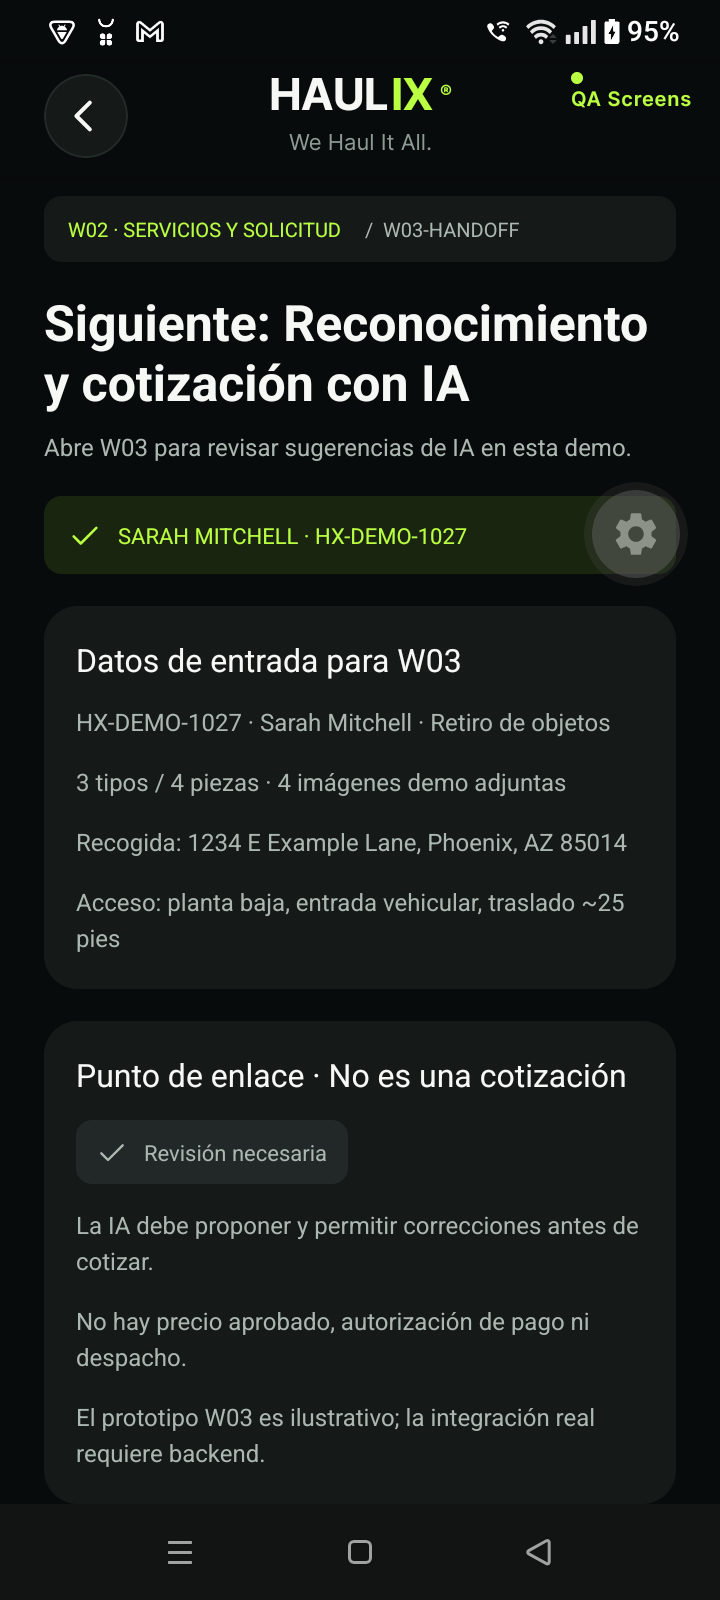 95%
HAULIX ®
QA Screens
We Haul It All.
W02 · SERVICIOS Y SOLICITUD / W03-HANDOFF
Siguiente: Reconocimiento
y cotización con IA
Abre W03 para revisar sugerencias de IA en esta demo.
SARAH MITCHELL · HX-DEMO-1027
Datos de entrada para W03
HX-DEMO-1027 · Sarah Mitchell · Retiro de objetos
3 tipos / 4 piezas · 4 imágenes demo adjuntas
Recogida: 1234 E Example Lane, Phoenix, AZ 85014
Acceso: planta baja, entrada vehicular, traslado ~25
pies
Punto de enlace · No es una cotización
Revisión necesaria
La IA debe proponer y permitir correcciones antes de
cotizar.
No hay precio aprobado, autorización de pago ni
despacho.
El prototipo W03 es ilustrativo; la integración real
requiere backend.